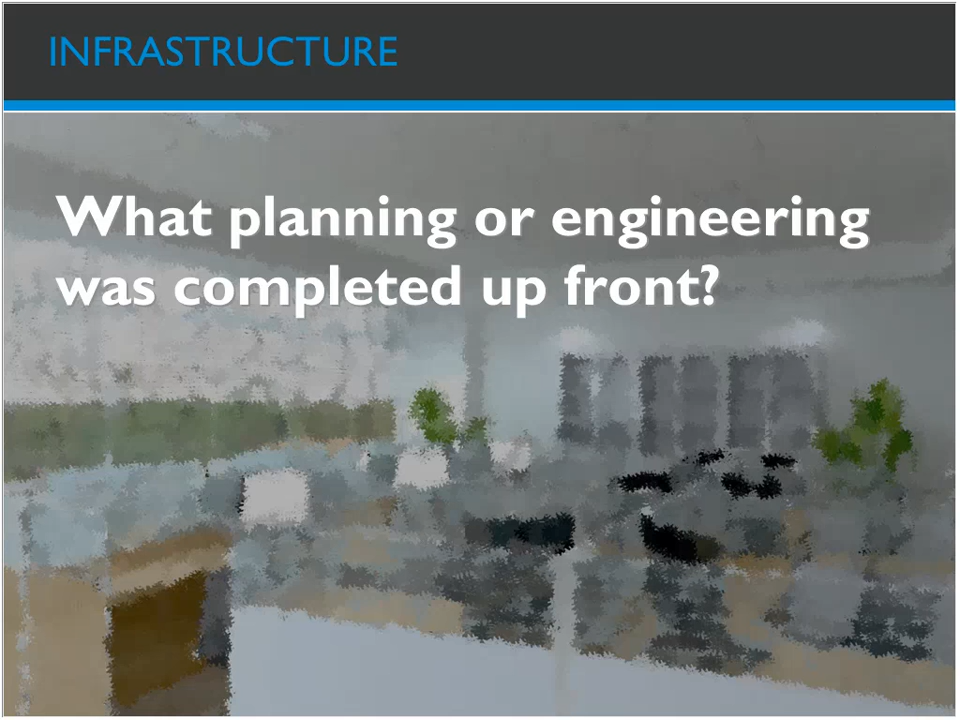 INFRASTRUCTURE
What planning or engineering
was completed up front?